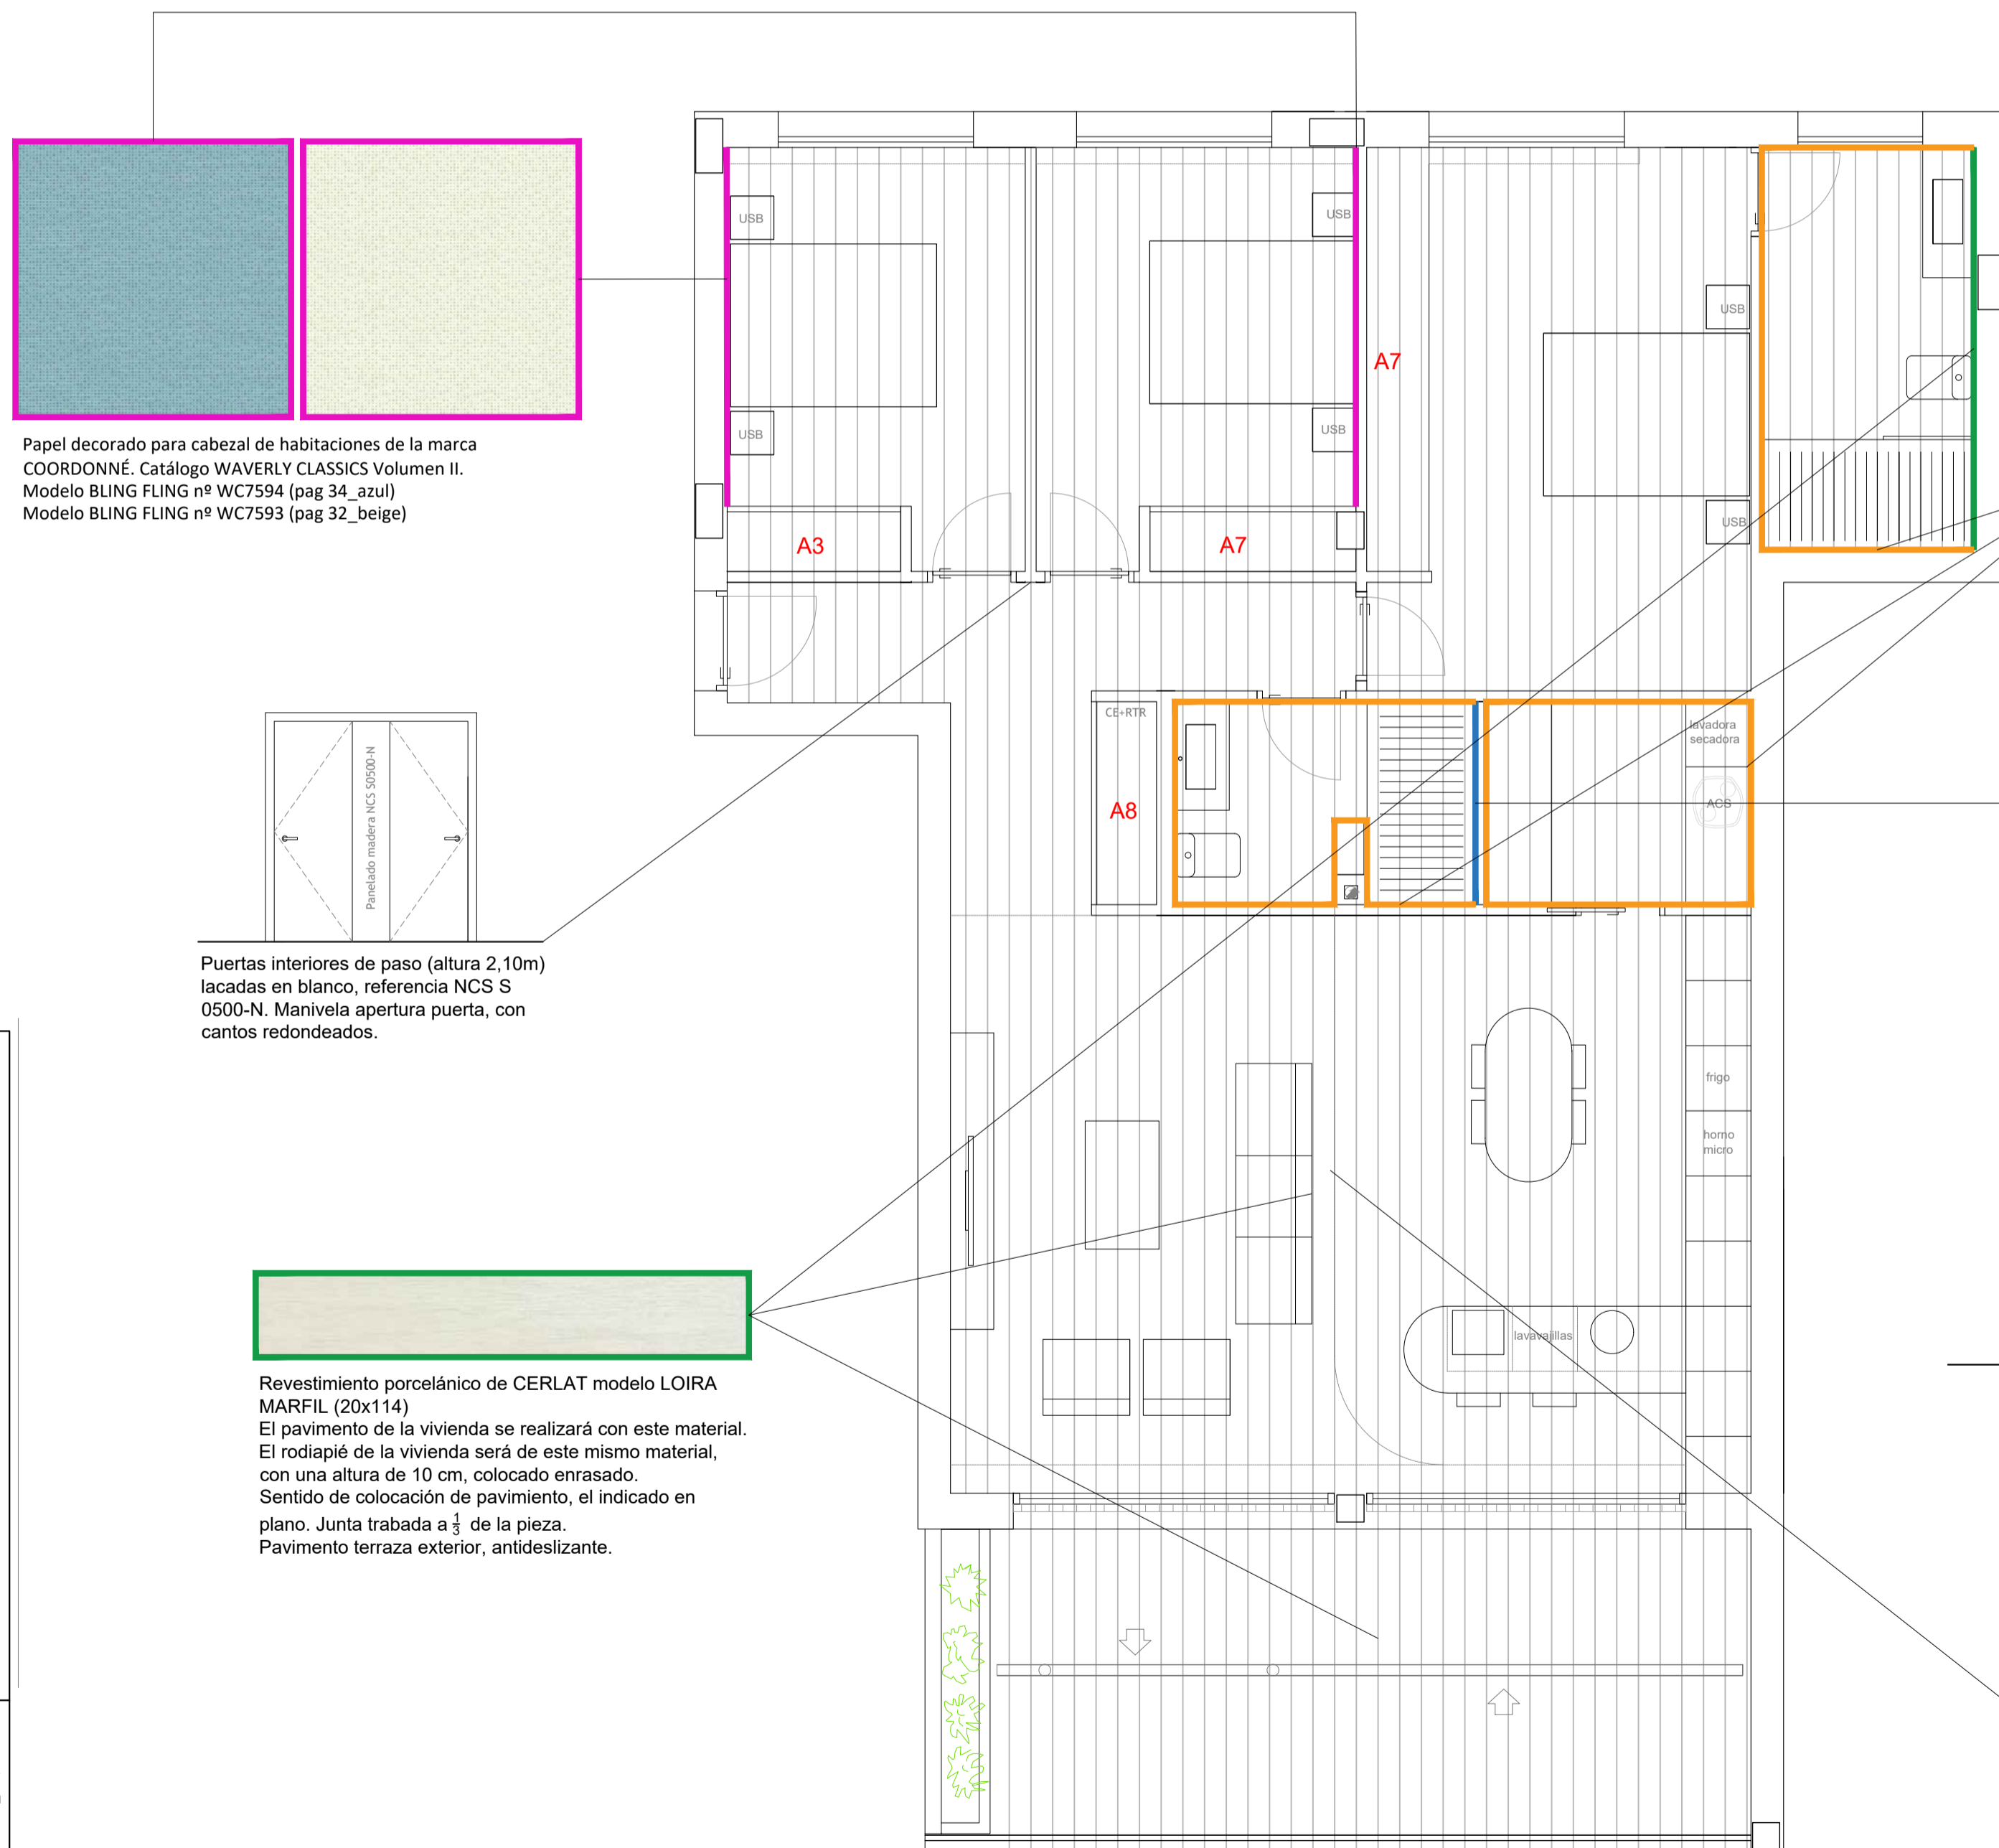 Papel decorado para cabezal de habitaciones de la marca
COORDONNÉ. Catálogo WAVERLY CLASSICS Volumen II.
Modelo BLING FLING nº WC7594 (pag 34_azul)
Modelo BLING FLING nº WC7593 (pag 32_beige)
USB
USB
USB
USB
USB
USB
A7
A3
A7
CE+RTR
A8
lavadora
secadora
ACS
Panelado madera NCS S0500-N
Puertas interiores de paso (altura 2,10m)
lacadas en blanco, referencia NCS S
0500-N. Manivela apertura puerta, con
cantos redondeados.
frigo
horno
micro
lavavajillas
Revestimiento porcelánico de CERLAT modelo LOIRA
MARFIL (20x114)
El pavimento de la vivienda se realizará con este material.
El rodiapié de la vivienda será de este mismo material,
con una altura de 10 cm, colocado enrasado.
Sentido de colocación de pavimiento, el indicado en
plano. Junta trabada a 1/3 de la pieza.
Pavimento terraza exterior, antideslizante.